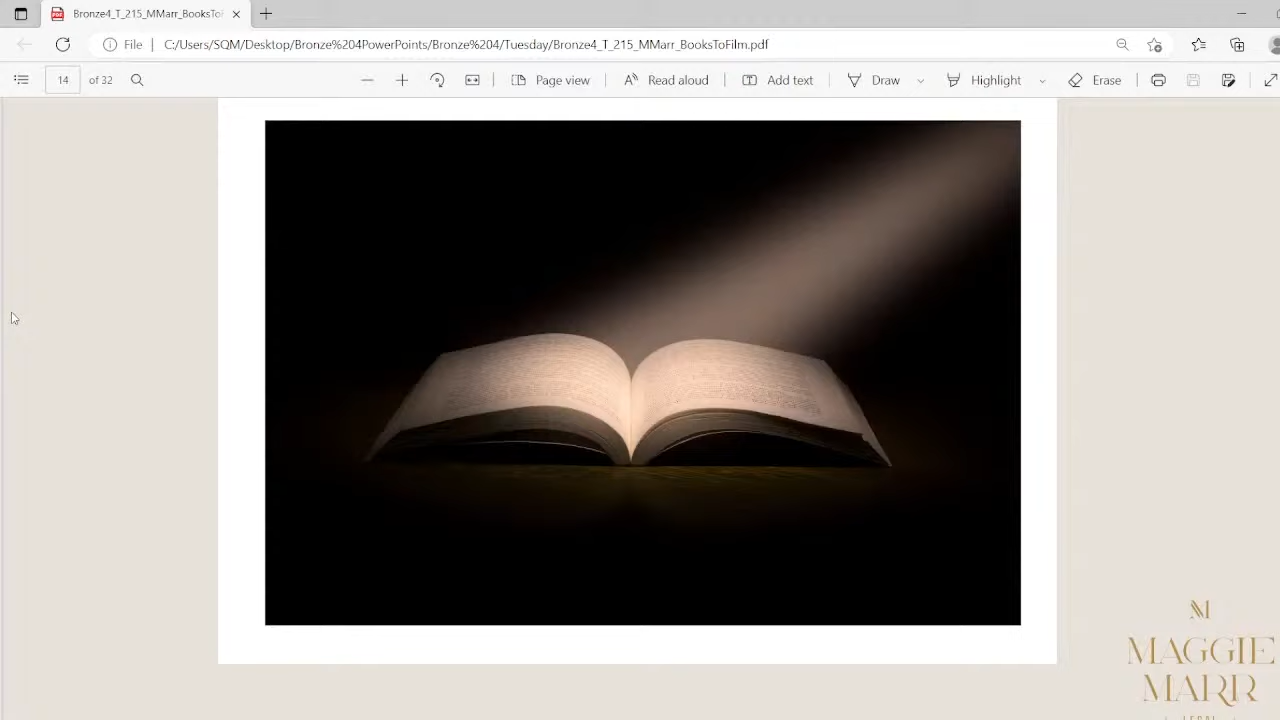 Bronze4_T_215_MMarr_BooksToF
File | C:/Users/SQM/Desktop/Bronze%204PowerPoints/Bronze%204/Tuesday/Bronze4_T_215_MMarr_BooksToFilm.pdf
14 of 32 Page view Read aloud Add text Draw Highlight Erase
MAGGIE
MARR